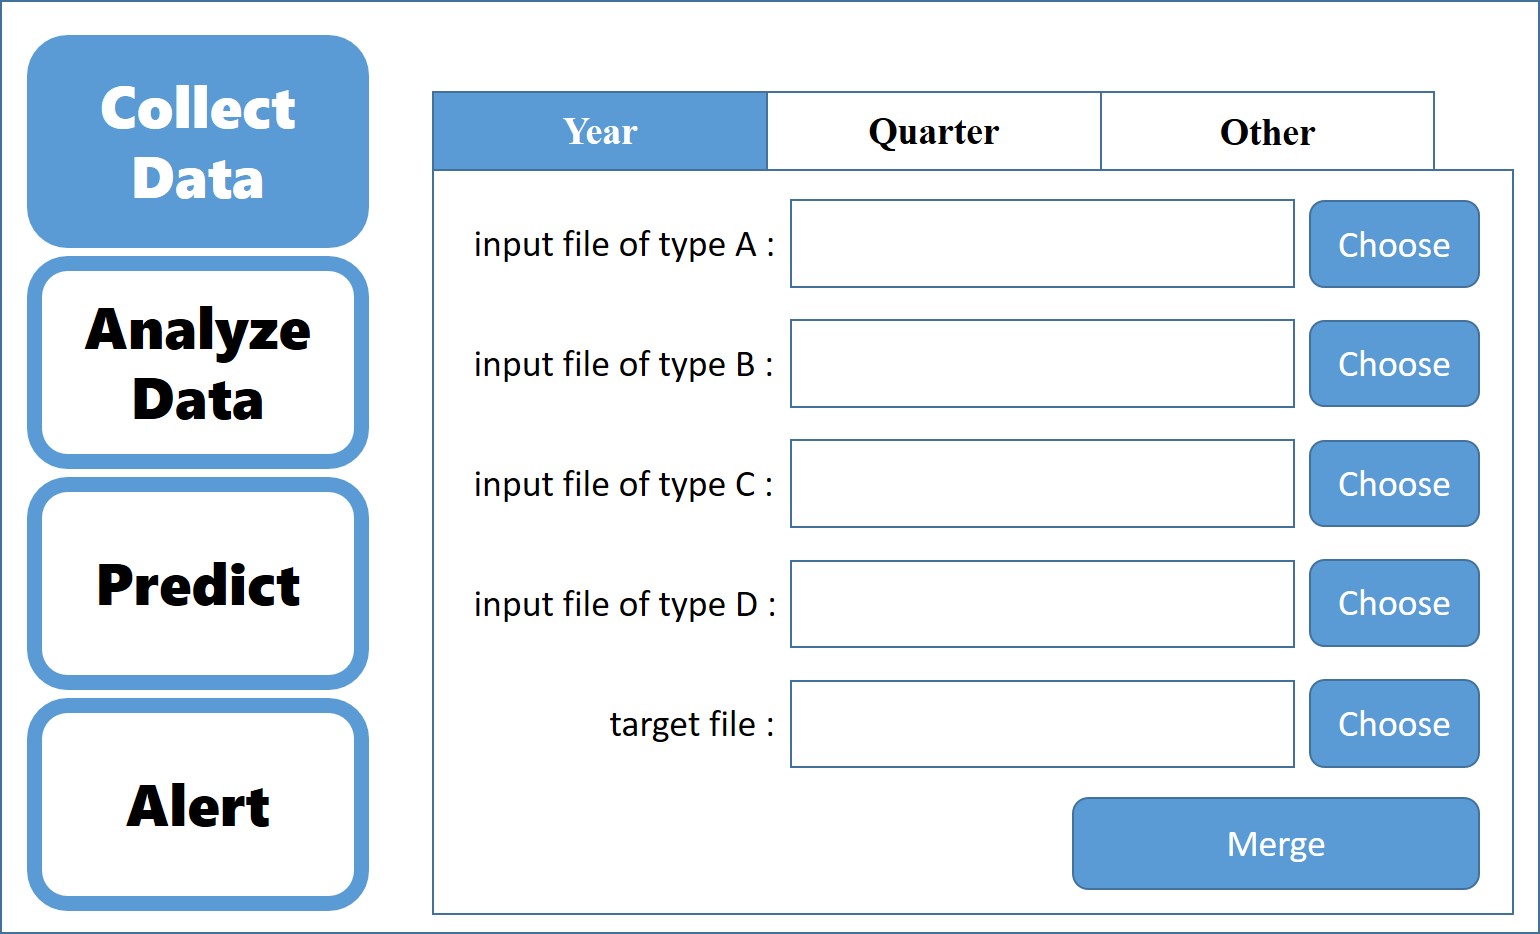 Collect
Data
Analyze
Data
Predict
Alert
Year
Quarter
Other
input file of type A :
Choose
input file of type B :
Choose
input file of type C :
Choose
input file of type D :
Choose
target file :
Choose
Merge